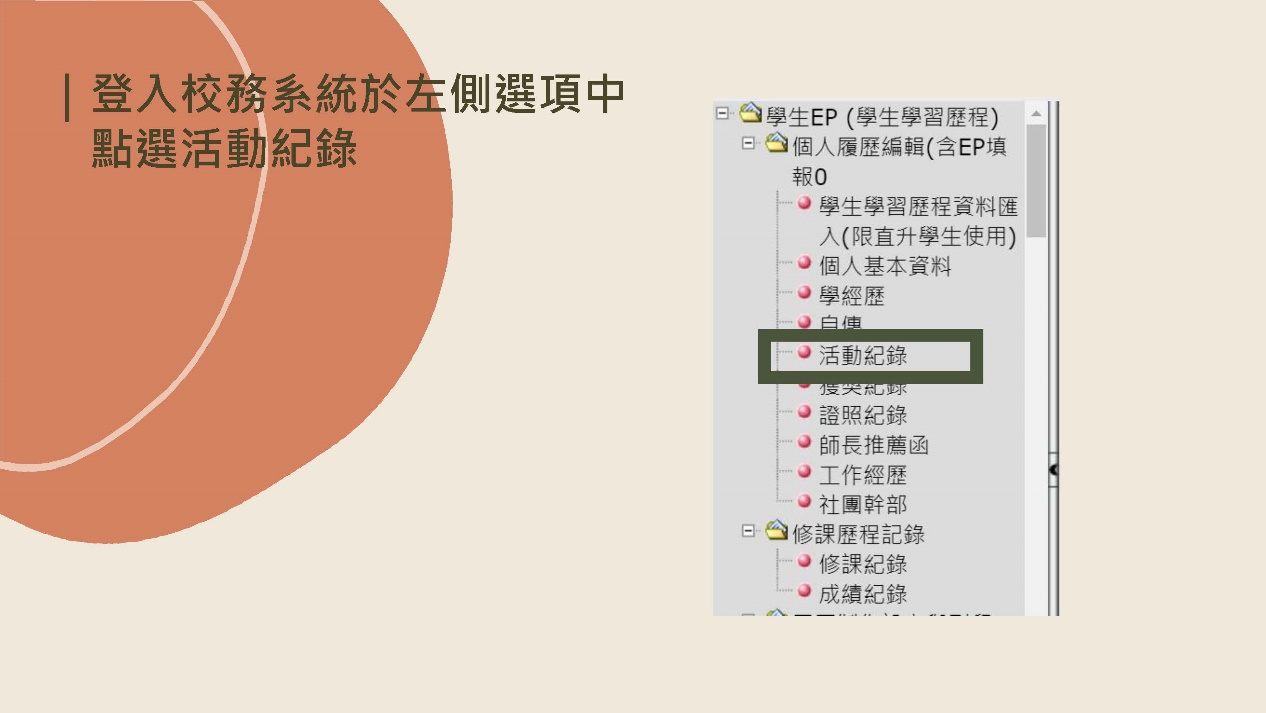 登入校務系統於左側選項中
點選活動紀錄
學生EP (學生學習歷程)
個人履歷編輯(含EP填
報0
學生學習歷程資料匯
入(限直升學生使用)
個人基本資料
學經歷
自傳
活動紀錄
獲獎紀錄
證照紀錄
師長推薦函
工作經歷
社團幹部
修課歷程記錄
修課紀錄
成績紀錄